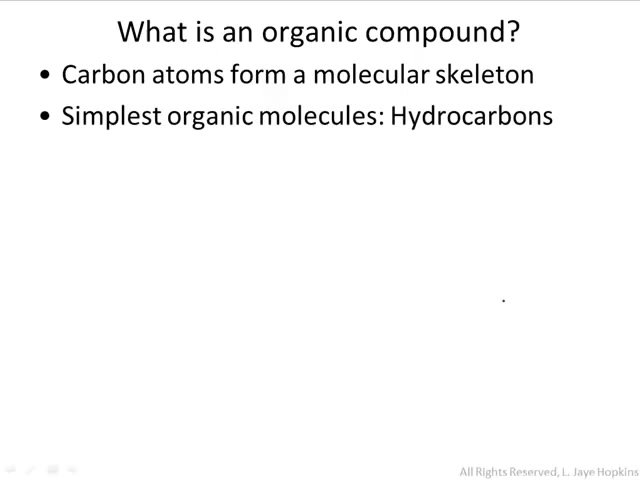 What is an organic compound?
• Carbon atoms form a molecular skeleton
• Simplest organic molecules: Hydrocarbons
All Rights Reserved, L. Jaye Hopkins